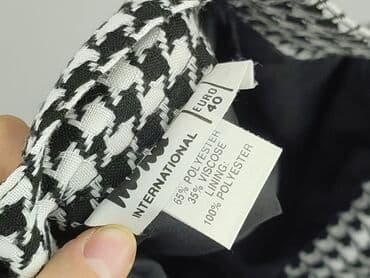 INTERNATIONAL
EURO
40
65% POLYESTER
35% VISCOSE
LINING:
100% POLYESTER